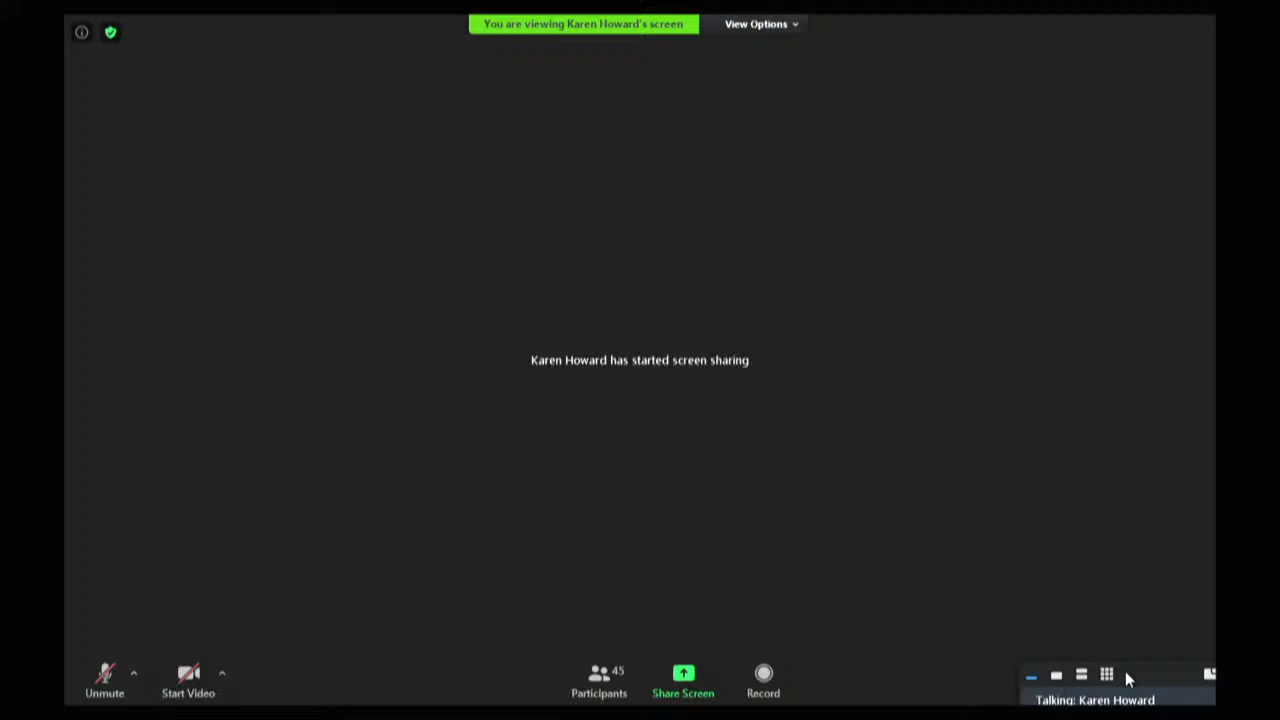 You are viewing Karen Howard's screen
View Options
Karen Howard has started screen sharing
Unmute
Start Video
45
Participants
Share Screen
Record
Talking: Karen Howard